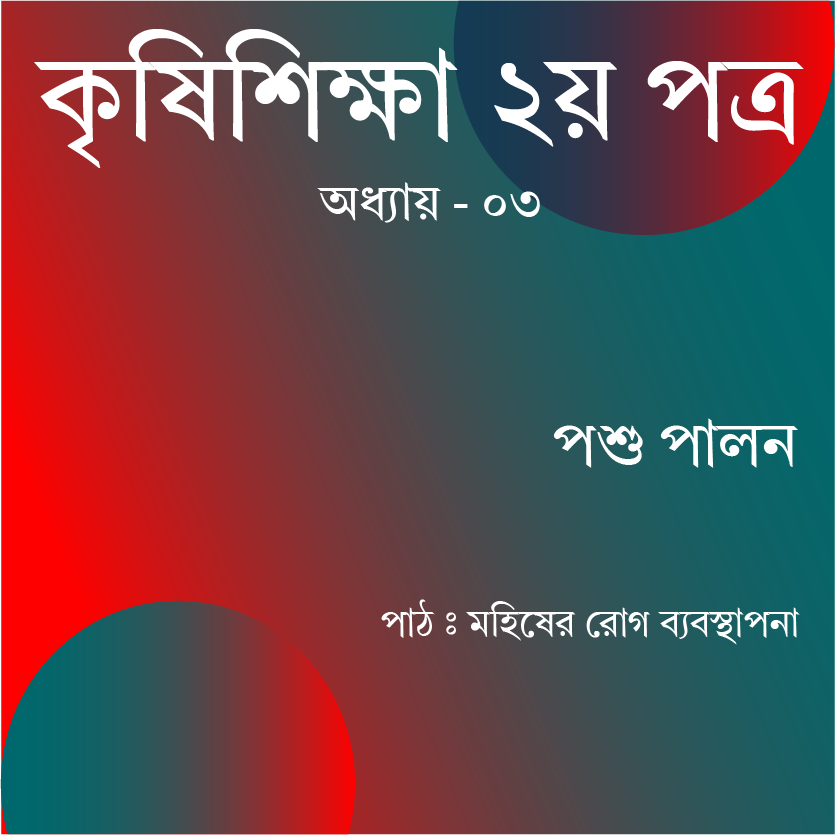 কৃষিশিক্ষা ২য় পত্র
অধ্যায় - ০৩
পশু পালন
পাঠ ঃ মহিষের রোগ ব্যবস্থাপনা